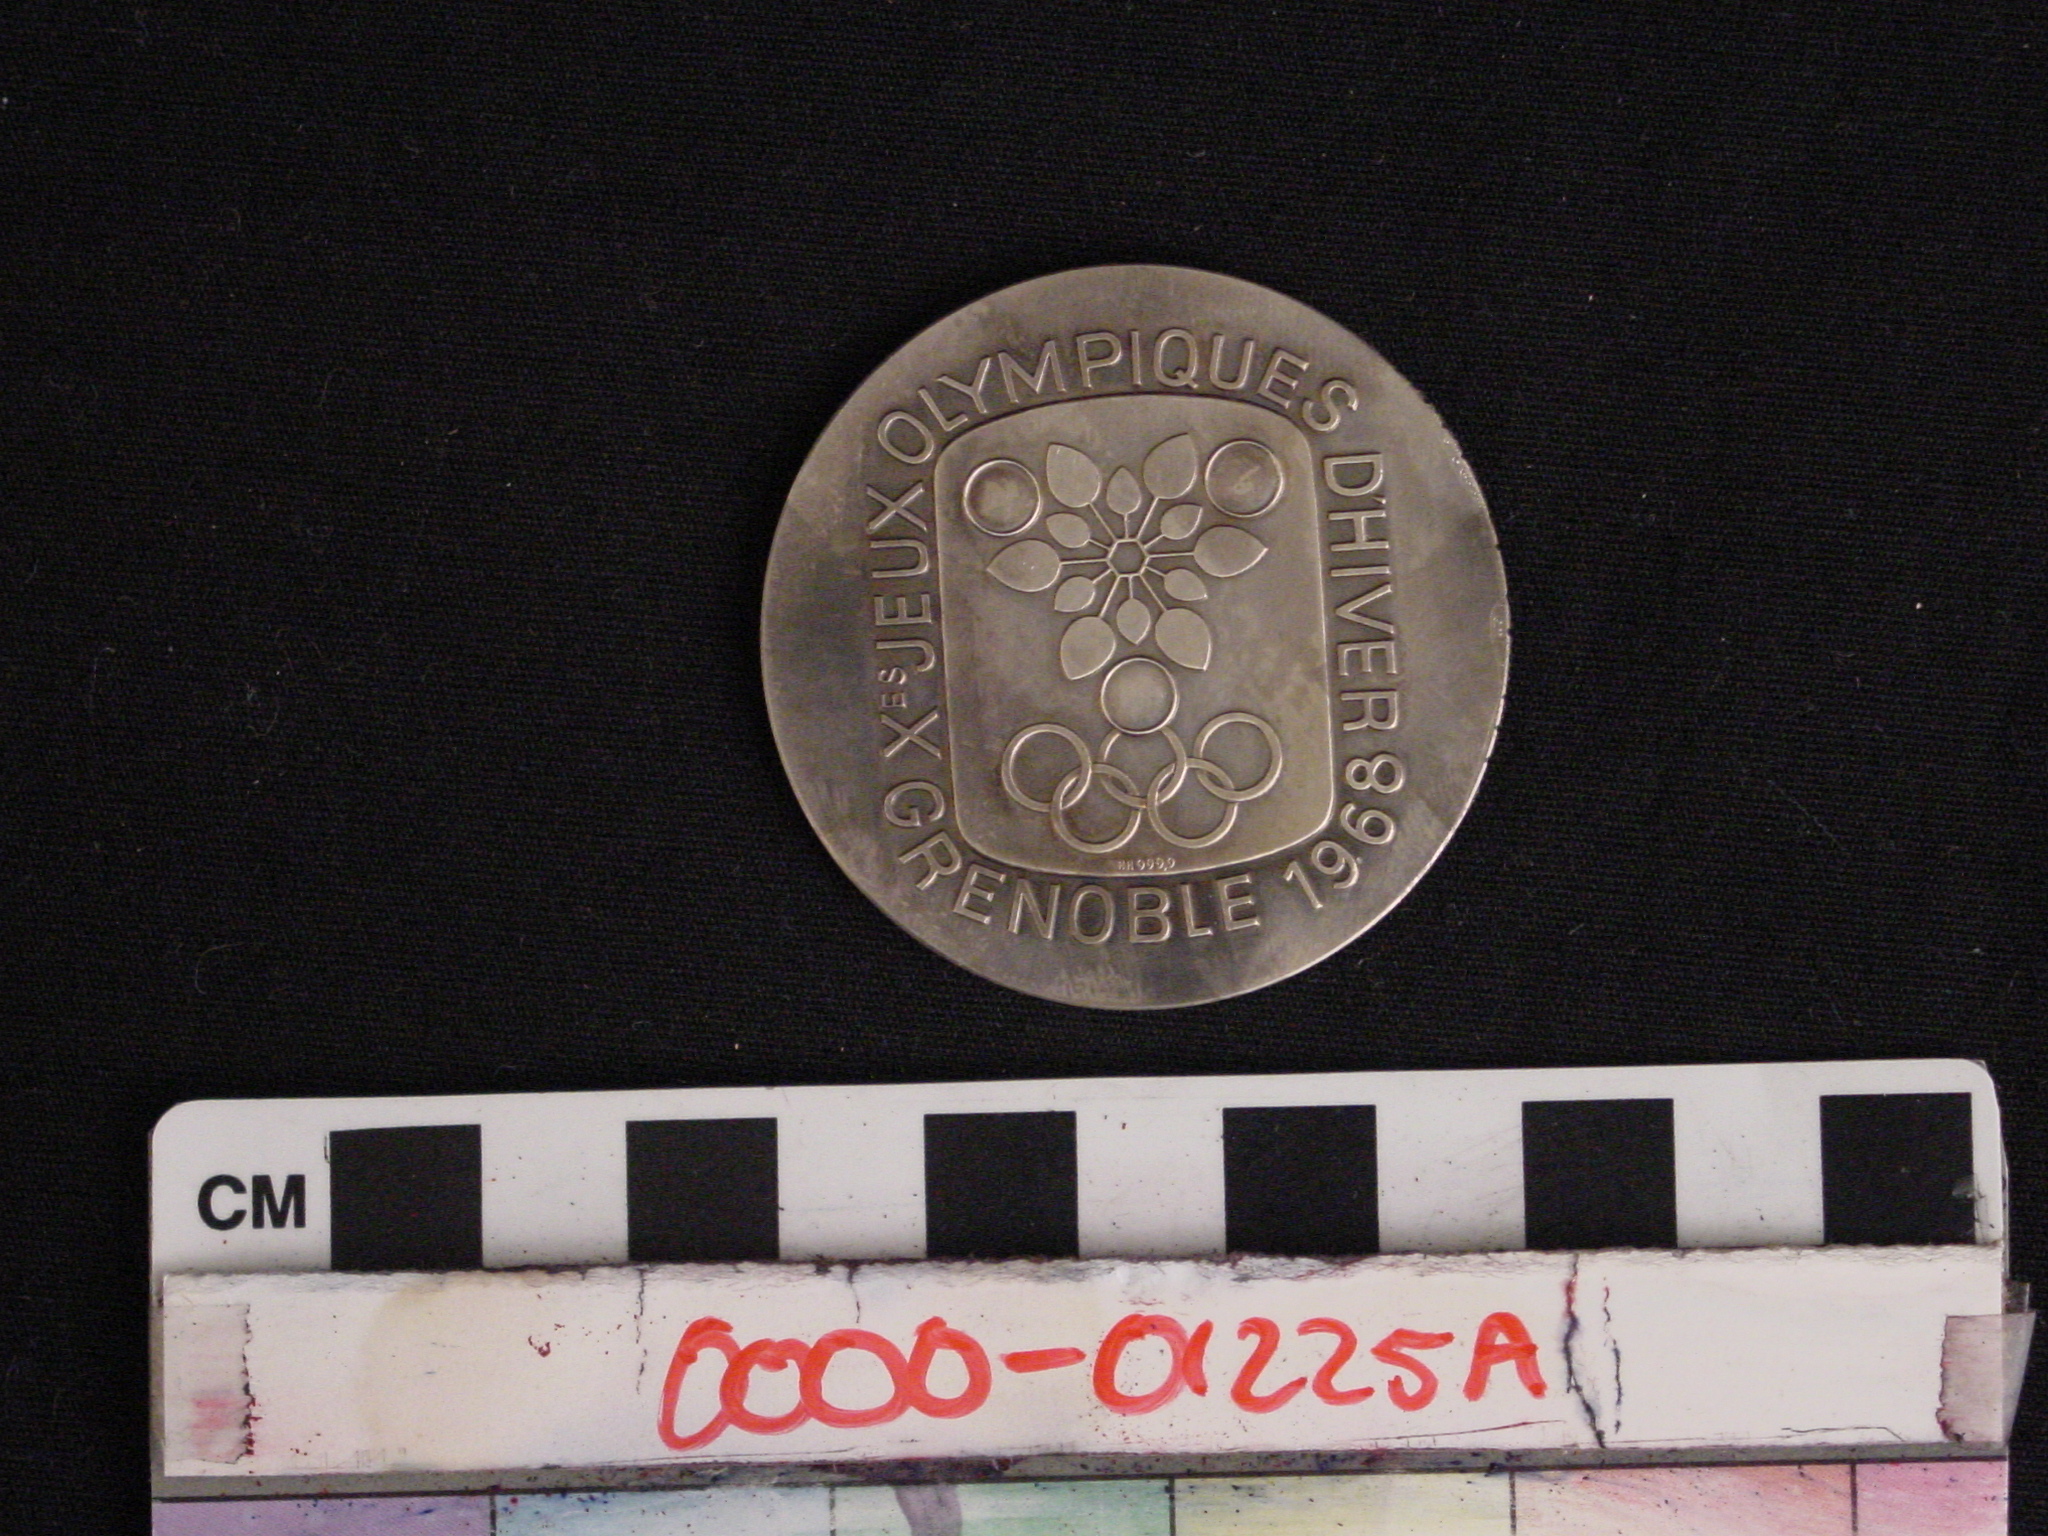 Xᴱˢ JEUX OLYMPIQUES D'HIVER
GRENOBLE 1968
CM
0000-01225A